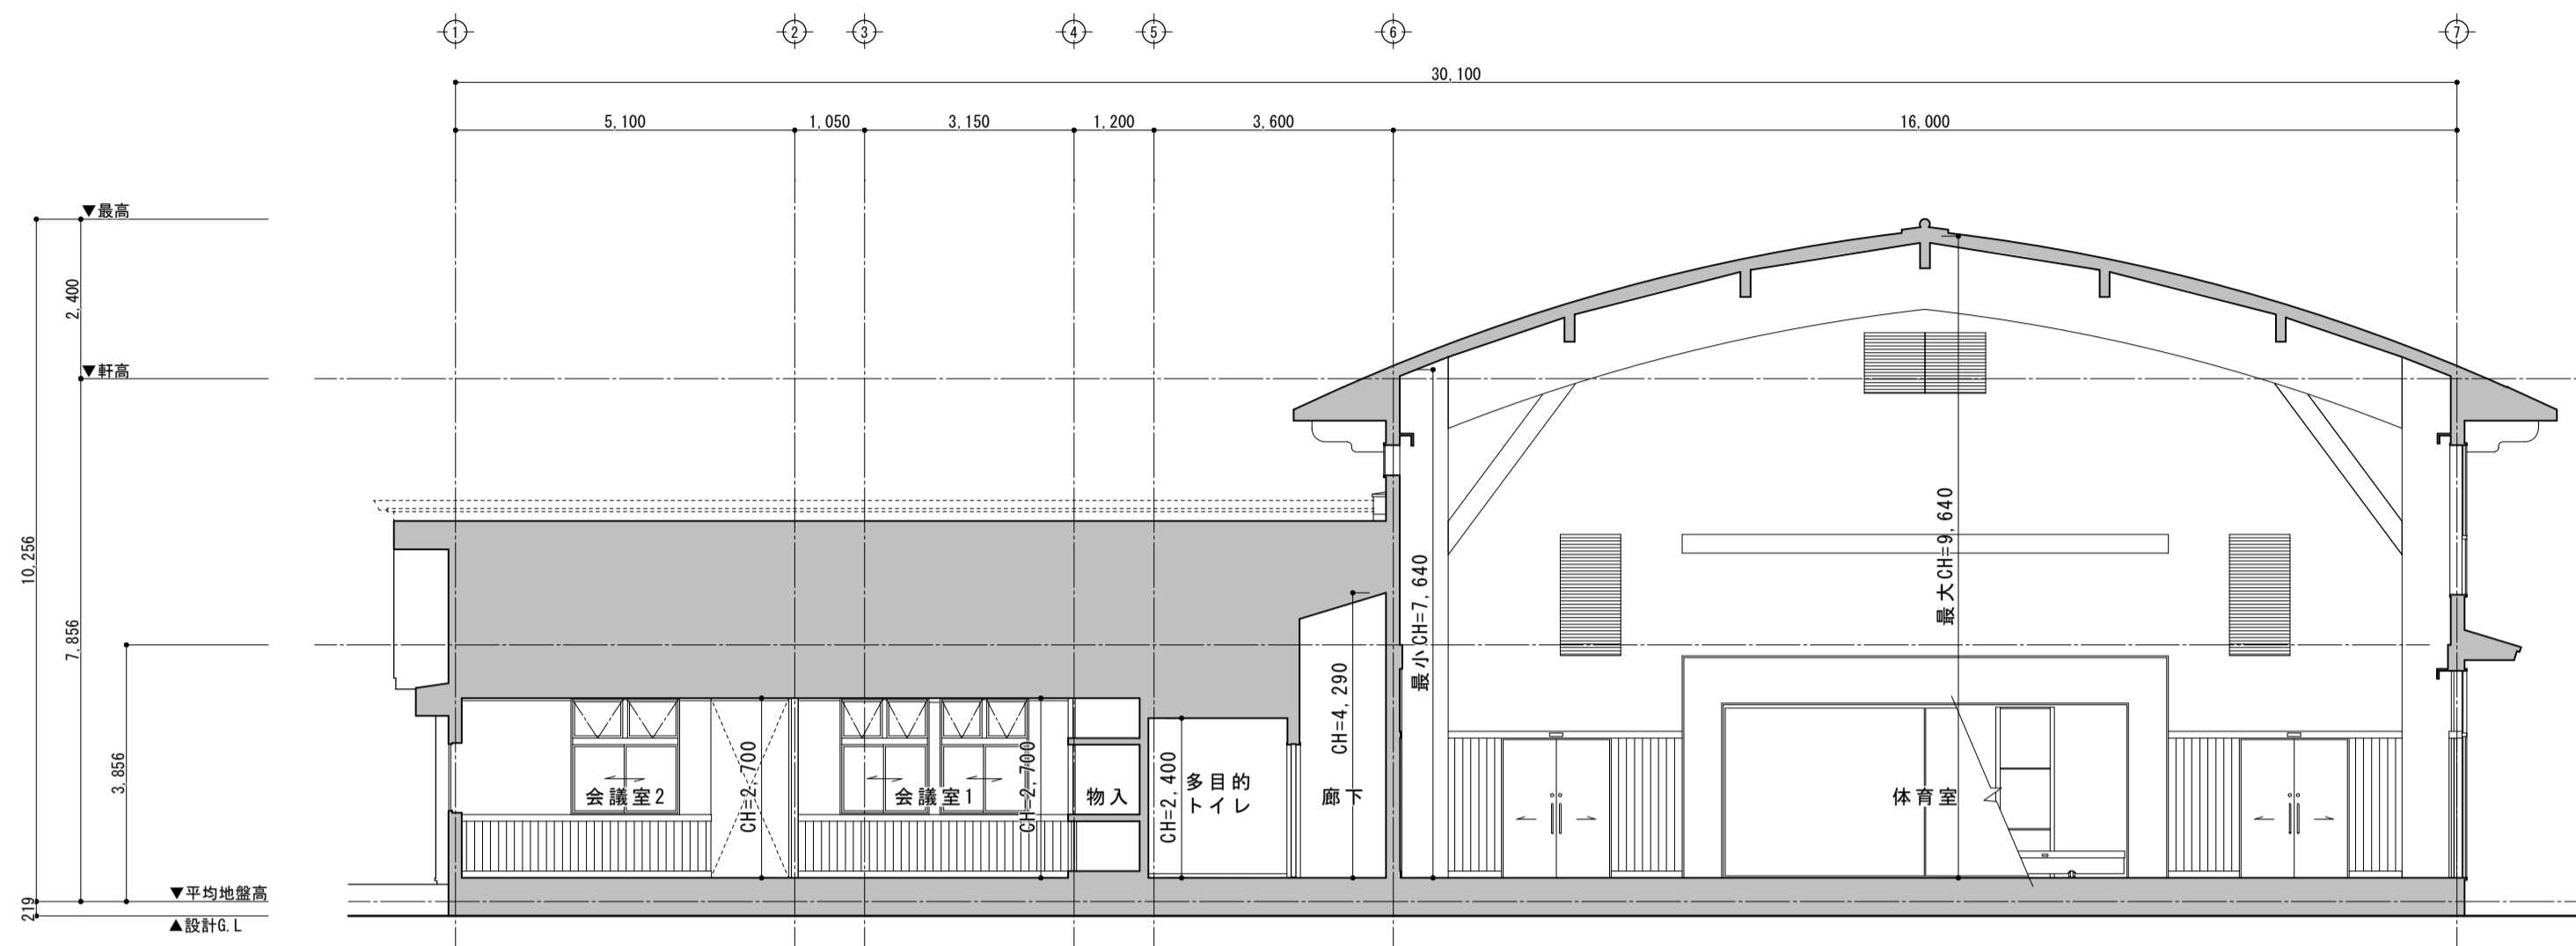 1 2 3 4 5 6 7
30,100
5,100 1,050 3,150 1,200 3,600 16,000
▼最高
2,400
▼軒高
10,256
7,856
3,856
▼平均地盤高
219
▲設計G.L
会議室2
CH=2,700
会議室1
CH=2,700
物入
CH=2,400
多目的
トイレ
廊下
CH=4,290
最小CH=7,640
最大CH=9,640
体育室